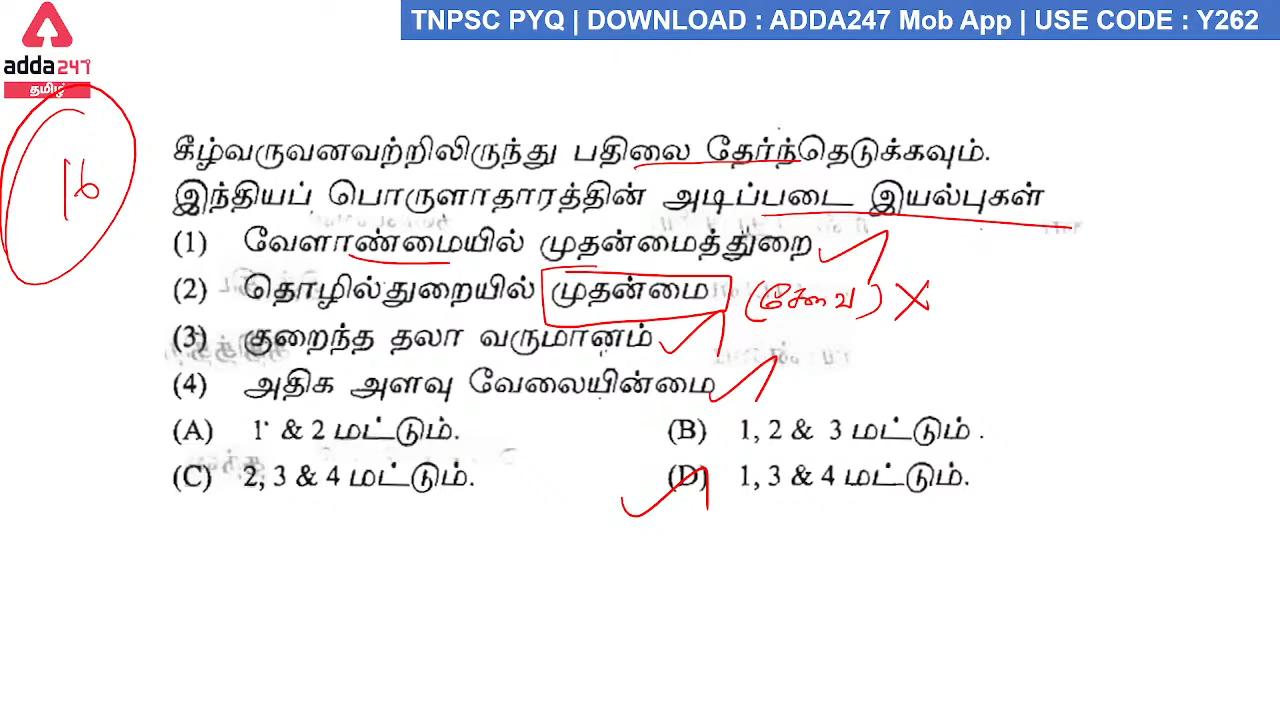 TNPSC PYQ | DOWNLOAD : ADDA247 Mob App | USE CODE : Y262
adda247
தமிழ்
16
கீழ்வருவனவற்றிலிருந்து பதிலை தேர்ந்தெடுக்கவும்.
இந்தியப் பொருளாதாரத்தின் அடிப்படை இயல்புகள்
(1) வேளாண்மையில் முதன்மைத்துறை
(2) தொழில்துறையில் முதன்மை
(3) குறைந்த தலா வருமானம்
(4) அதிக அளவு வேலையின்மை
(A) 1 & 2 மட்டும். (B) 1, 2 & 3 மட்டும்.
(C) 2, 3 & 4 மட்டும். (D) 1, 3 & 4 மட்டும்.